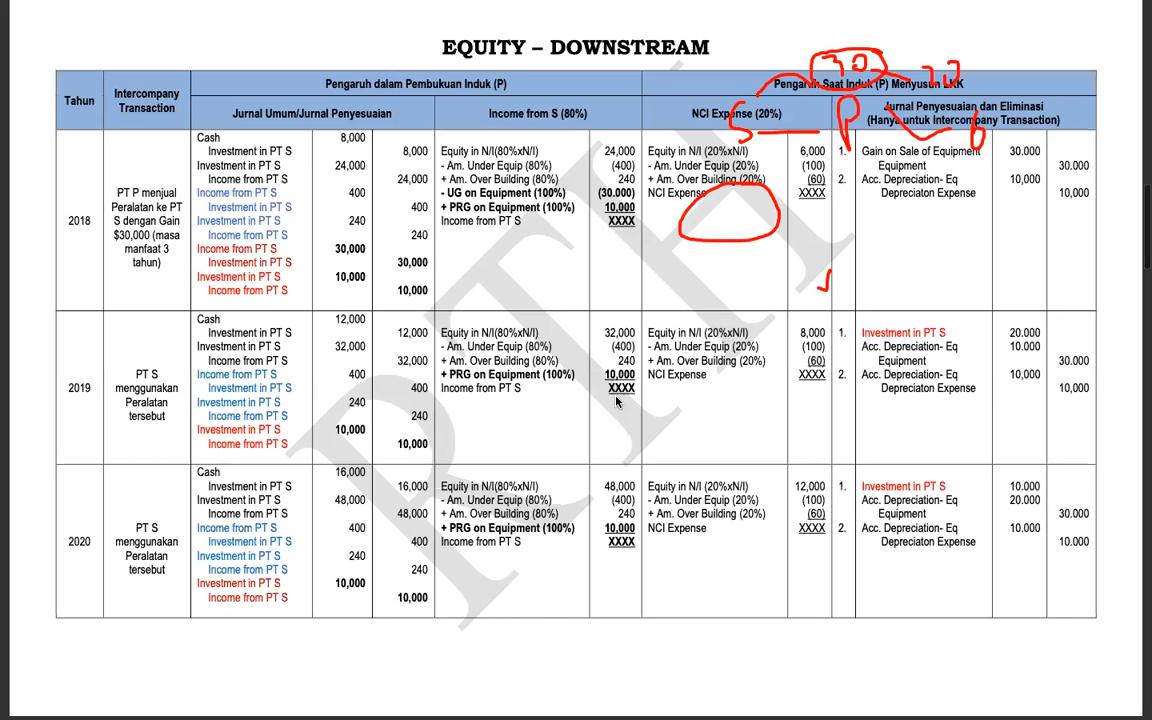 EQUITY – DOWNSTREAM
Tahun
Intercompany
Transaction
Pengaruh dalam Pembukuan Induk (P)
Pengaruh Saat Induk (P) Menyusun LKK
Jurnal Umum/Jurnal Penyesuaian
Income from S (80%)
NCI Expense (20%)
Jurnal Penyesuaian dan Eliminasi
(Hanya untuk Intercompany Transaction)
30
30
S
P
6
2018
PT P menjual
Peralatan ke PT
S dengan Gain
$30,000 (masa
manfaat 3
tahun)
Cash 8,000
Investment in PT S 8,000
Investment in PT S 24,000
Income from PT S 24,000
Income from PT S 400
Investment in PT S 400
Investment in PT S 240
Income from PT S 240
Income from PT S 30,000
Investment in PT S 30,000
Investment in PT S 10,000
Income from PT S 10,000
Equity in N/I(80%xN/I) 24,000
- Am. Under Equip (80%) (400)
+ Am. Over Building (80%) 240
- UG on Equipment (100%) (30.000)
+ PRG on Equipment (100%) 10,000
Income from PT S XXXX
Equity in N/I (20%xN/I) 6,000
- Am. Under Equip (20%) (100)
+ Am. Over Building (20%) (60)
NCI Expense XXXX
1. Gain on Sale of Equipment 30.000
Equipment 30.000
2. Acc. Depreciation- Eq 10,000
Depreciaton Expense 10,000
2019
PT S
menggunakan
Peralatan
tersebut
Cash 12,000
Investment in PT S 12,000
Investment in PT S 32,000
Income from PT S 32,000
Income from PT S 400
Investment in PT S 400
Investment in PT S 240
Income from PT S 240
Investment in PT S 10,000
Income from PT S 10,000
Equity in N/I(80%xN/I) 32,000
- Am. Under Equip (80%) (400)
+ Am. Over Building (80%) 240
+ PRG on Equipment (100%) 10,000
Income from PT S XXXX
Equity in N/I (20%xN/I) 8,000
- Am. Under Equip (20%) (100)
+ Am. Over Building (20%) (60)
NCI Expense XXXX
1. Investment in PT S 20.000
Acc. Depreciation- Eq 10.000
Equipment 30.000
2. Acc. Depreciation- Eq 10,000
Depreciaton Expense 10,000
2020
PT S
menggunakan
Peralatan
tersebut
Cash 16,000
Investment in PT S 16,000
Investment in PT S 48,000
Income from PT S 48,000
Income from PT S 400
Investment in PT S 400
Investment in PT S 240
Income from PT S 240
Investment in PT S 10,000
Income from PT S 10,000
Equity in N/I(80%xN/I) 48,000
- Am. Under Equip (80%) (400)
+ Am. Over Building (80%) 240
+ PRG on Equipment (100%) 10,000
Income from PT S XXXX
Equity in N/I (20%xN/I) 12,000
- Am. Under Equip (20%) (100)
+ Am. Over Building (20%) (60)
NCI Expense XXXX
1. Investment in PT S 10.000
Acc. Depreciation- Eq 20.000
Equipment 30.000
2. Acc. Depreciation- Eq 10.000
Depreciaton Expense 10.000
RTH